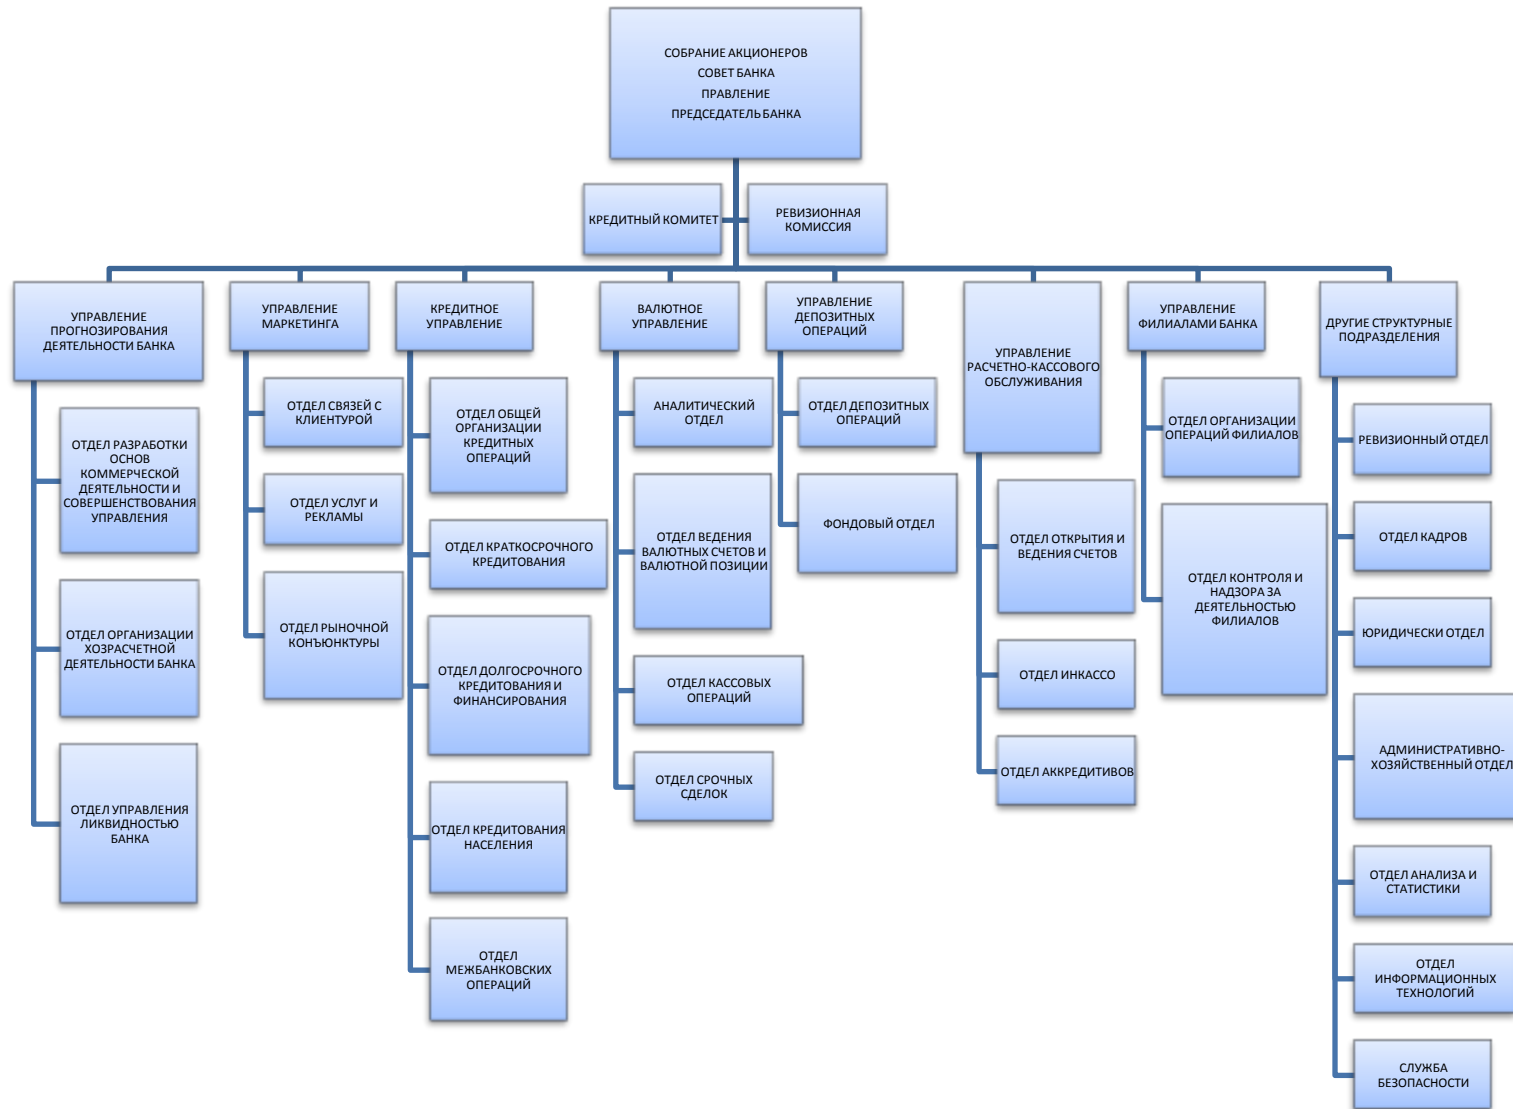 СОБРАНИЕ АКЦИОНЕРОВ
СОВЕТ БАНКА
ПРАВЛЕНИЕ
ПРЕДСЕДАТЕЛЬ БАНКА
КРЕДИТНЫЙ КОМИТЕТ
РЕВИЗИОННАЯ
КОМИССИЯ
УПРАВЛЕНИЕ
ПРОГНОЗИРОВАНИЯ
ДЕЯТЕЛЬНОСТИ БАНКА
ОТДЕЛ РАЗРАБОТКИ
ОСНОВ
КОММЕРЧЕСКОЙ
ДЕЯТЕЛЬНОСТИ И
СОВЕРШЕНСТВОВАНИЯ
УПРАВЛЕНИЯ
ОТДЕЛ ОРГАНИЗАЦИИ
ХОЗРАСЧЕТНОЙ
ДЕЯТЕЛЬНОСТИ БАНКА
ОТДЕЛ УПРАВЛЕНИЯ
ЛИКВИДНОСТЬЮ
БАНКА
УПРАВЛЕНИЕ
МАРКЕТИНГА
ОТДЕЛ СВЯЗЕЙ С
КЛИЕНТУРОЙ
ОТДЕЛ УСЛУГ И
РЕКЛАМЫ
ОТДЕЛ РЫНОЧНОЙ
КОНЪЮНКТУРЫ
КРЕДИТНОЕ
УПРАВЛЕНИЕ
ОТДЕЛ ОБЩЕЙ
ОРГАНИЗАЦИИ
КРЕДИТНЫХ
ОПЕРАЦИЙ
ОТДЕЛ КРАТКОСРОЧНОГО
КРЕДИТОВАНИЯ
ОТДЕЛ ДОЛГОСРОЧНОГО
КРЕДИТОВАНИЯ И
ФИНАНСИРОВАНИЯ
ОТДЕЛ КРЕДИТОВАНИЯ
НАСЕЛЕНИЯ
ОТДЕЛ
МЕЖБАНКОВСКИХ
ОПЕРАЦИЙ
ВАЛЮТНОЕ
УПРАВЛЕНИЕ
АНАЛИТИЧЕСКИЙ
ОТДЕЛ
ОТДЕЛ ВЕДЕНИЯ
ВАЛЮТНЫХ СЧЕТОВ И
ВАЛЮТНОЙ ПОЗИЦИИ
ОТДЕЛ КАССОВЫХ
ОПЕРАЦИЙ
ОТДЕЛ СРОЧНЫХ
СДЕЛОК
УПРАВЛЕНИЕ
ДЕПОЗИТНЫХ
ОПЕРАЦИЙ
ОТДЕЛ ДЕПОЗИТНЫХ
ОПЕРАЦИЙ
ФОНДОВЫЙ ОТДЕЛ
УПРАВЛЕНИЕ
РАСЧЕТНО-КАССОВОГО
ОБСЛУЖИВАНИЯ
ОТДЕЛ ОТКРЫТИЯ И
ВЕДЕНИЯ СЧЕТОВ
ОТДЕЛ ИНКАССО
ОТДЕЛ АККРЕДИТИВОВ
УПРАВЛЕНИЕ
ФИЛИАЛАМИ БАНКА
ОТДЕЛ ОРГАНИЗАЦИИ
ОПЕРАЦИЙ ФИЛИАЛОВ
ОТДЕЛ КОНТРОЛЯ И
НАДЗОРА ЗА
ДЕЯТЕЛЬНОСТЬЮ
ФИЛИАЛОВ
ДРУГИЕ СТРУКТУРНЫЕ
ПОДРАЗДЕЛЕНИЯ
РЕВИЗИОННЫЙ ОТДЕЛ
ОТДЕЛ КАДРОВ
ЮРИДИЧЕСКИ ОТДЕЛ
АДМИНИСТРАТИВНО-
ХОЗЯЙСТВЕННЫЙ ОТДЕЛ
ОТДЕЛ АНАЛИЗА И
СТАТИСТИКИ
ОТДЕЛ
ИНФОРМАЦИОННЫХ
ТЕХНОЛОГИЙ
СЛУЖБА
БЕЗОПАСНОСТИ